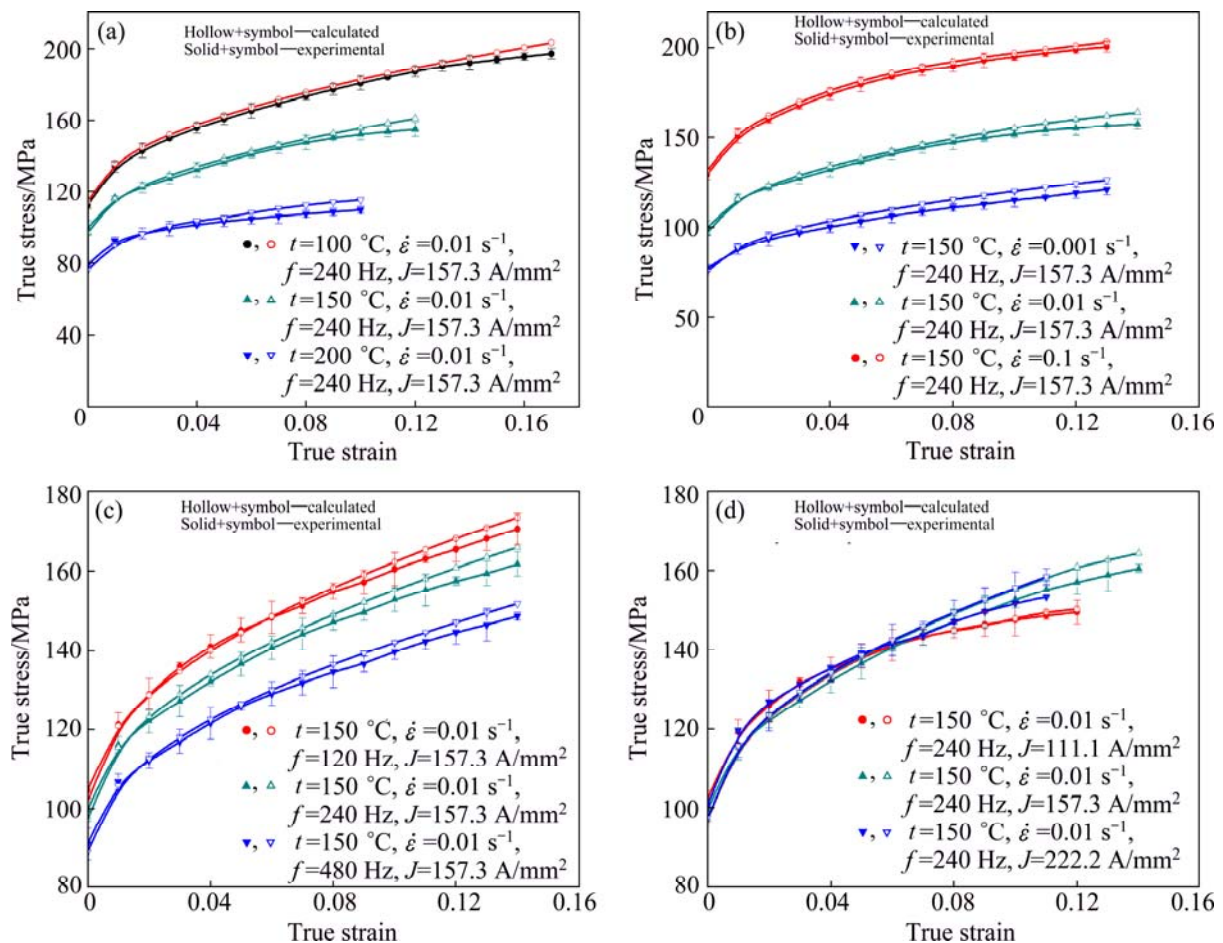 (a)
Hollow+symbol—calculated
Solid+symbol—experimental
200
160
120
80
40
0
0.04
0.08
0.12
0.16
True stress/MPa
True strain
t=100 °C, ε̇=0.01 s⁻¹,
f=240 Hz, J=157.3 A/mm²
t=150 °C, ε̇=0.01 s⁻¹,
f=240 Hz, J=157.3 A/mm²
t=200 °C, ε̇=0.01 s⁻¹,
f=240 Hz, J=157.3 A/mm²
(b)
Hollow+symbol—calculated
Solid+symbol—experimental
200
150
100
50
0
0.04
0.08
0.12
0.16
True stress/MPa
True strain
t=150 °C, ε̇=0.001 s⁻¹,
f=240 Hz, J=157.3 A/mm²
t=150 °C, ε̇=0.01 s⁻¹,
f=240 Hz, J=157.3 A/mm²
t=150 °C, ε̇=0.1 s⁻¹,
f=240 Hz, J=157.3 A/mm²
(c)
Hollow+symbol—calculated
Solid+symbol—experimental
180
160
140
120
100
80
0
0.04
0.08
0.12
0.16
True stress/MPa
True strain
t=150 °C, ε̇=0.01 s⁻¹,
f=120 Hz, J=157.3 A/mm²
t=150 °C, ε̇=0.01 s⁻¹,
f=240 Hz, J=157.3 A/mm²
t=150 °C, ε̇=0.01 s⁻¹,
f=480 Hz, J=157.3 A/mm²
(d)
Hollow+symbol—calculated
Solid+symbol—experimental
180
160
140
120
100
80
0
0.04
0.08
0.12
0.16
True stress/MPa
True strain
t=150 °C, ε̇=0.01 s⁻¹,
f=240 Hz, J=111.1 A/mm²
t=150 °C, ε̇=0.01 s⁻¹,
f=240 Hz, J=157.3 A/mm²
t=150 °C, ε̇=0.01 s⁻¹,
f=240 Hz, J=222.2 A/mm²